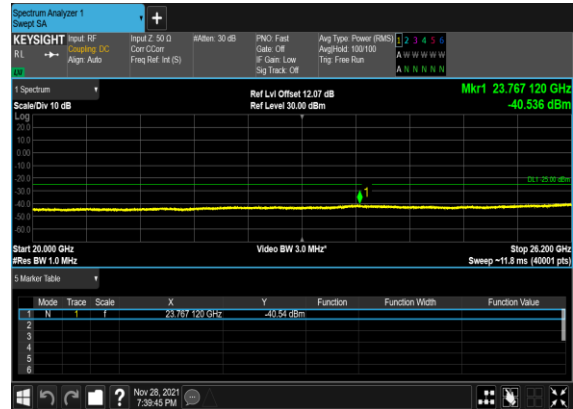 Spectrum Analyzer 1
Swept SA
+
KEYSIGHT Input: RF Input Z: 50 Ω #Atten: 30 dB PNO: Fast Avg Type: Power (RMS) 1 2 3 4 5 6
RL Coupling: DC Corr CCorr Gate: Off Avg|Hold: 100/100 A W W W W W
Align: Auto Freq Ref: Int (S) IF Gain: Low Trig: Free Run
Sig Track: Off A N N N N N
1 Spectrum
Scale/Div 10 dB
Ref Lvl Offset 12.07 dB
Ref Level 30.00 dBm
Mkr1 23.767 120 GHz
-40.536 dBm
Log
20.0
10.0
0.00
-10.0
-20.0
DL1 -25.00 dBm
-30.0
1
-40.0
-50.0
-60.0
Start 20.000 GHz Video BW 3.0 MHz* Stop 26.200 GHz
#Res BW 1.0 MHz Sweep ~11.8 ms (40001 pts)
5 Marker Table
Mode Trace Scale X Y Function Function Width Function Value
1 N 1 f 23.767 120 GHz -40.54 dBm
2
3
4
5
6
? Nov 28, 2021
7:39:45 PM